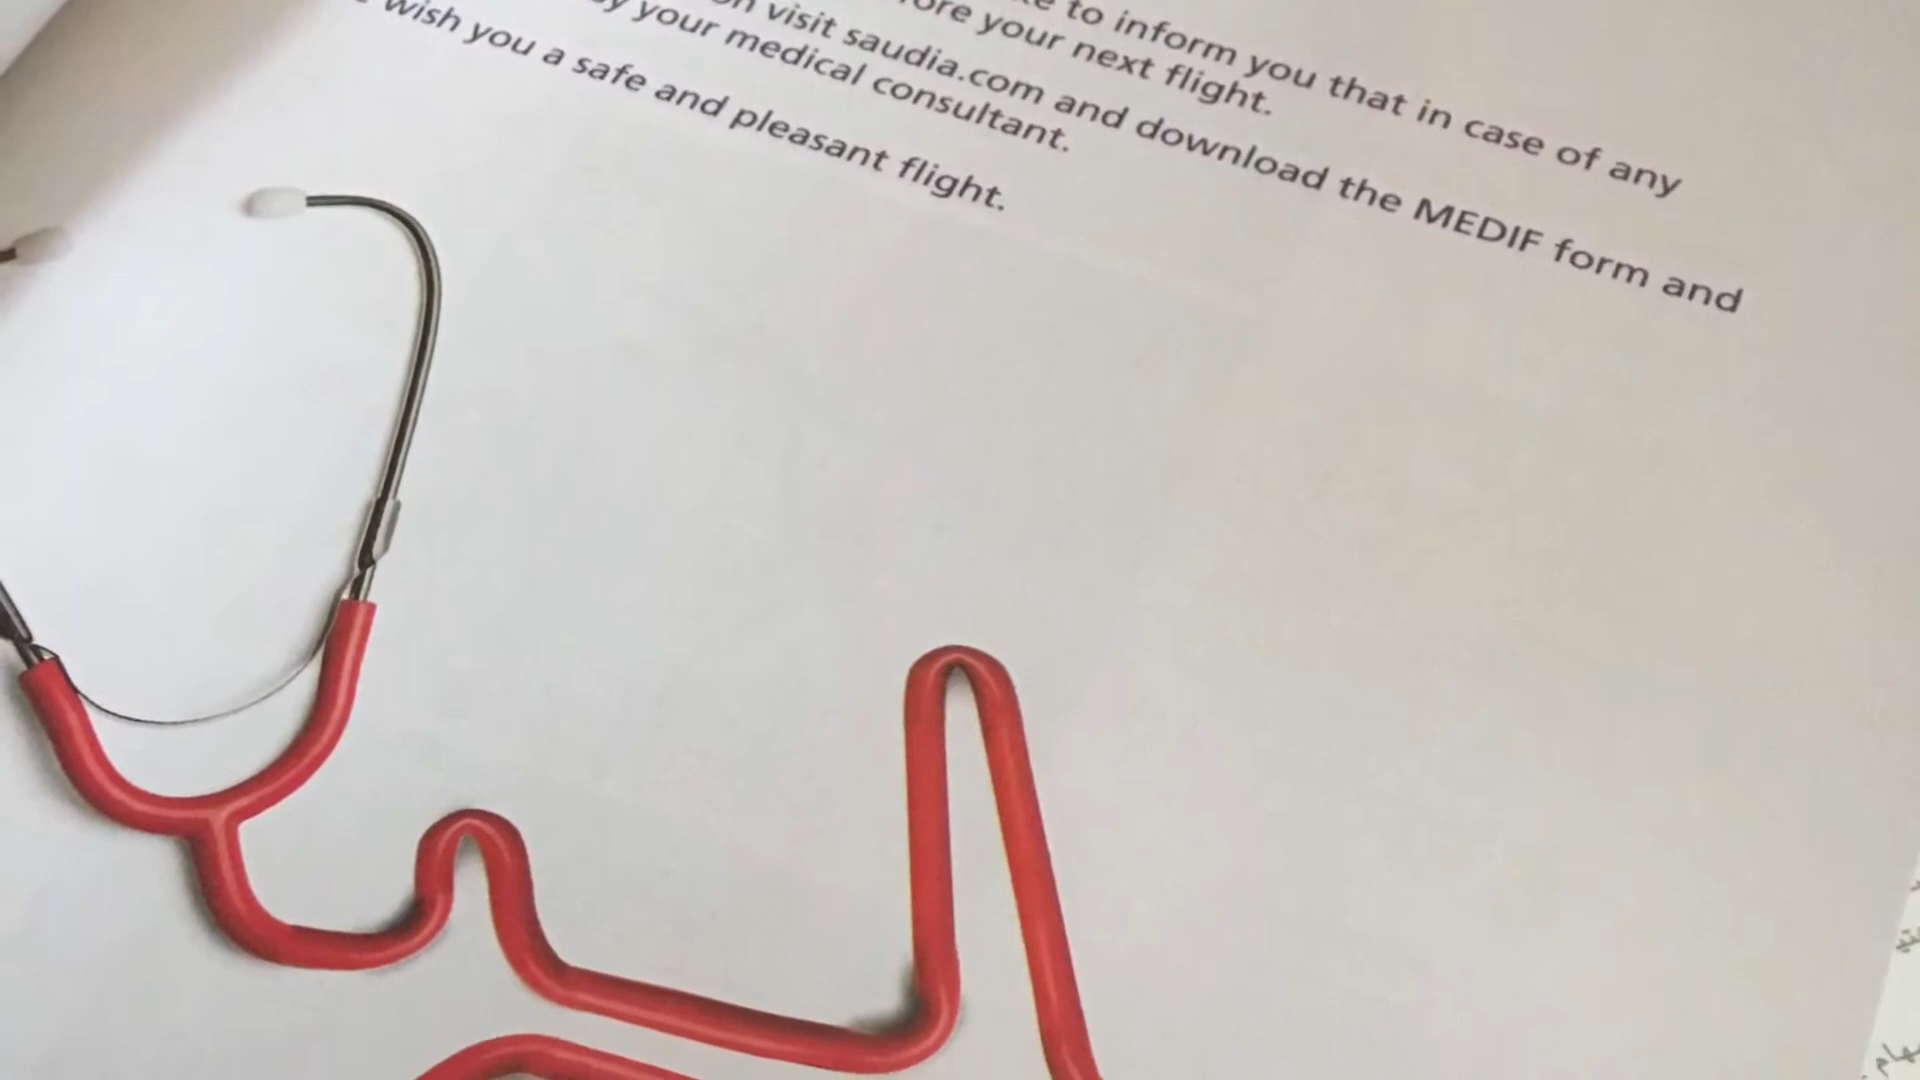 to inform you that in case of any
your next flight.
visit saudia.com and download the MEDIF form and
your medical consultant.
wish you a safe and pleasant flight.